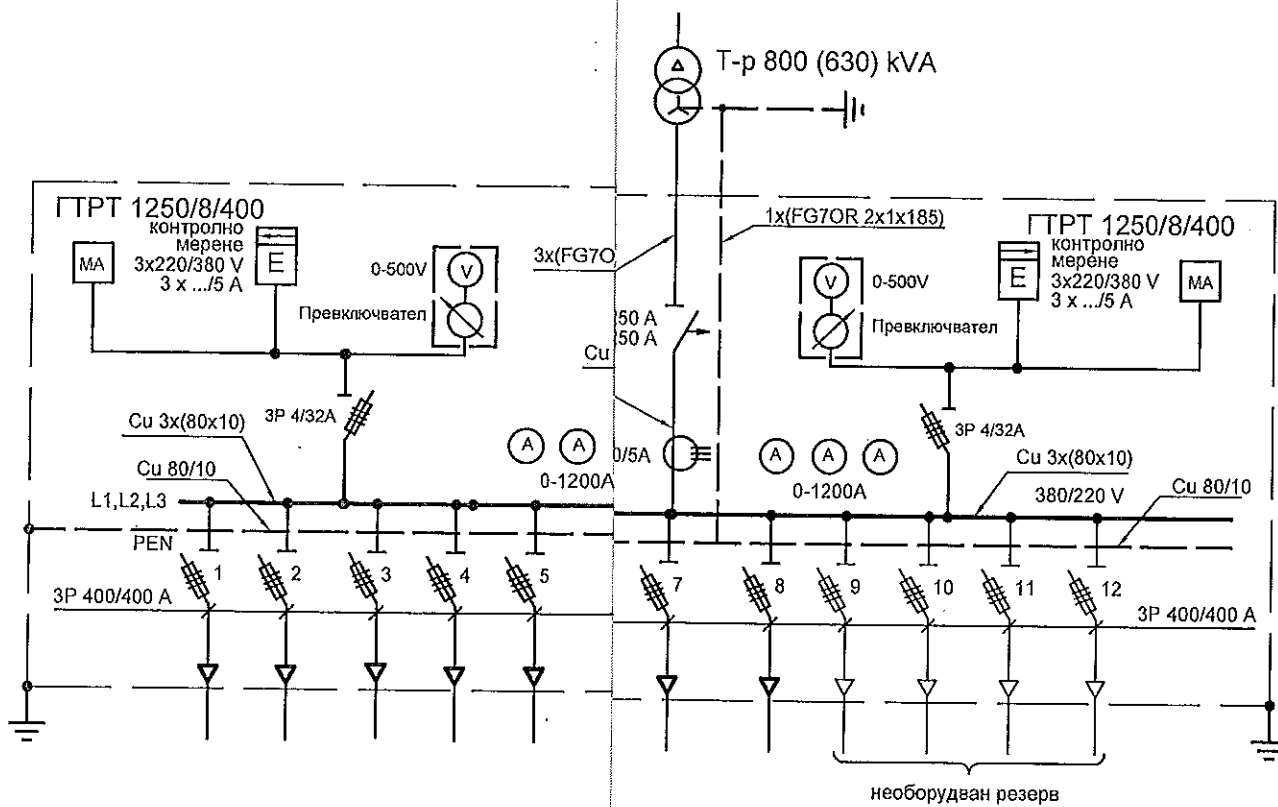 Т-р 800 (630) kVA
ГТРТ 1250/8/400
контролно
мерене
3x220/380 V
3 x .../5 A
MA
E
0-500V
V
Превключвател
3P 4/32A
Cu 3x(80x10)
Cu 80/10
L1,L2,L3
PEN
A A
0-1200A
1 2 3 4 5
3P 400/400 A
1x(FG7OR 2x1x185)
3x(FG7O
50 A
50 A
Cu
0/5A
ГТРТ 1250/8/400
контролно
мерене
3x220/380 V
3 x .../5 A
E
MA
V
0-500V
Превключвател
3P 4/32A
A A A
0-1200A
Cu 3x(80x10)
380/220 V
Cu 80/10
7 8 9 10 11 12
3P 400/400 A
необорудван резерв